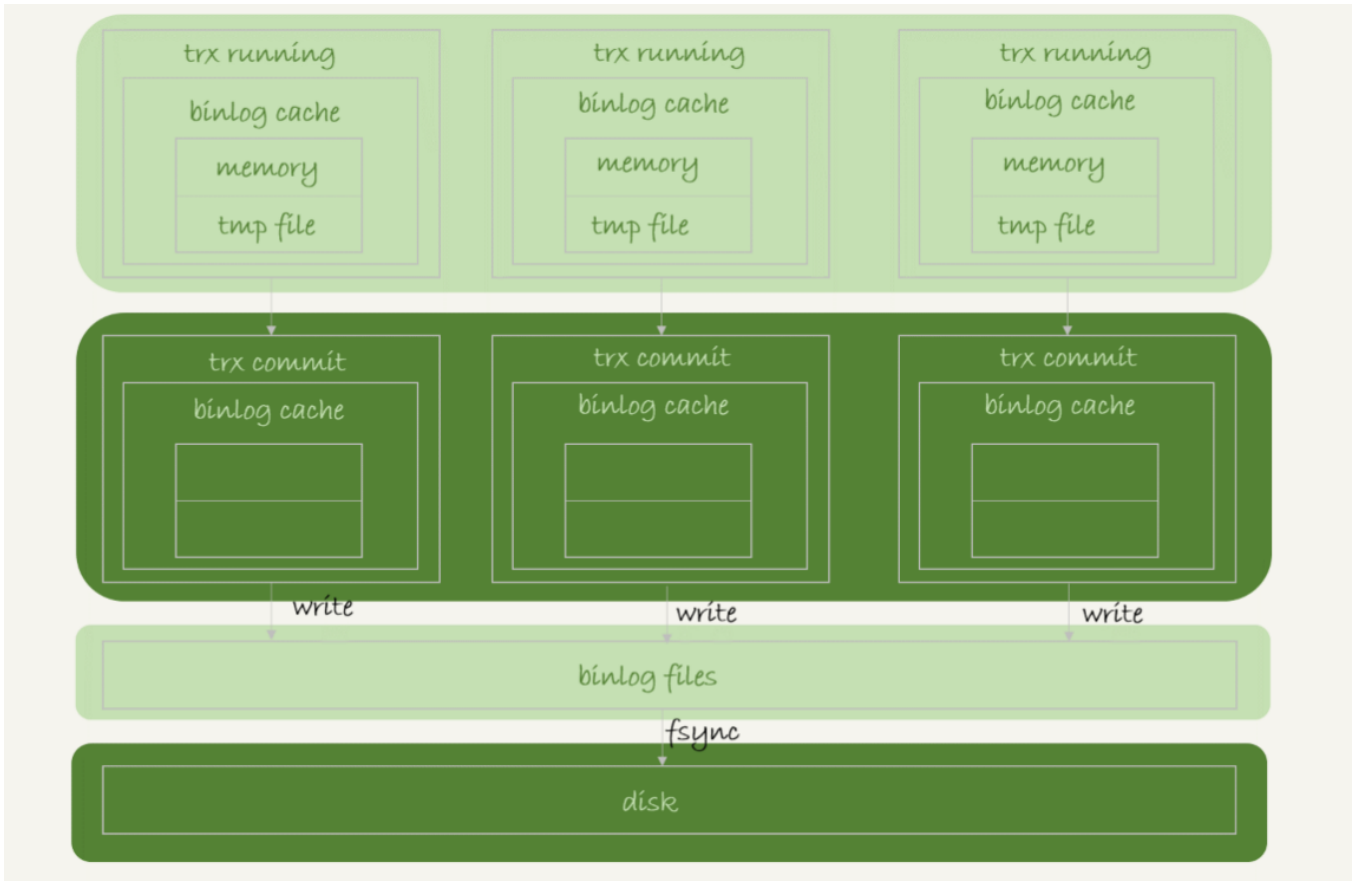 trx running
trx running
trx running
binlog cache
binlog cache
binlog cache
memory
memory
memory
tmp file
tmp file
tmp file
trx commit
trx commit
trx commit
binlog cache
binlog cache
binlog cache
write
write
write
binlog files
fsync
disk